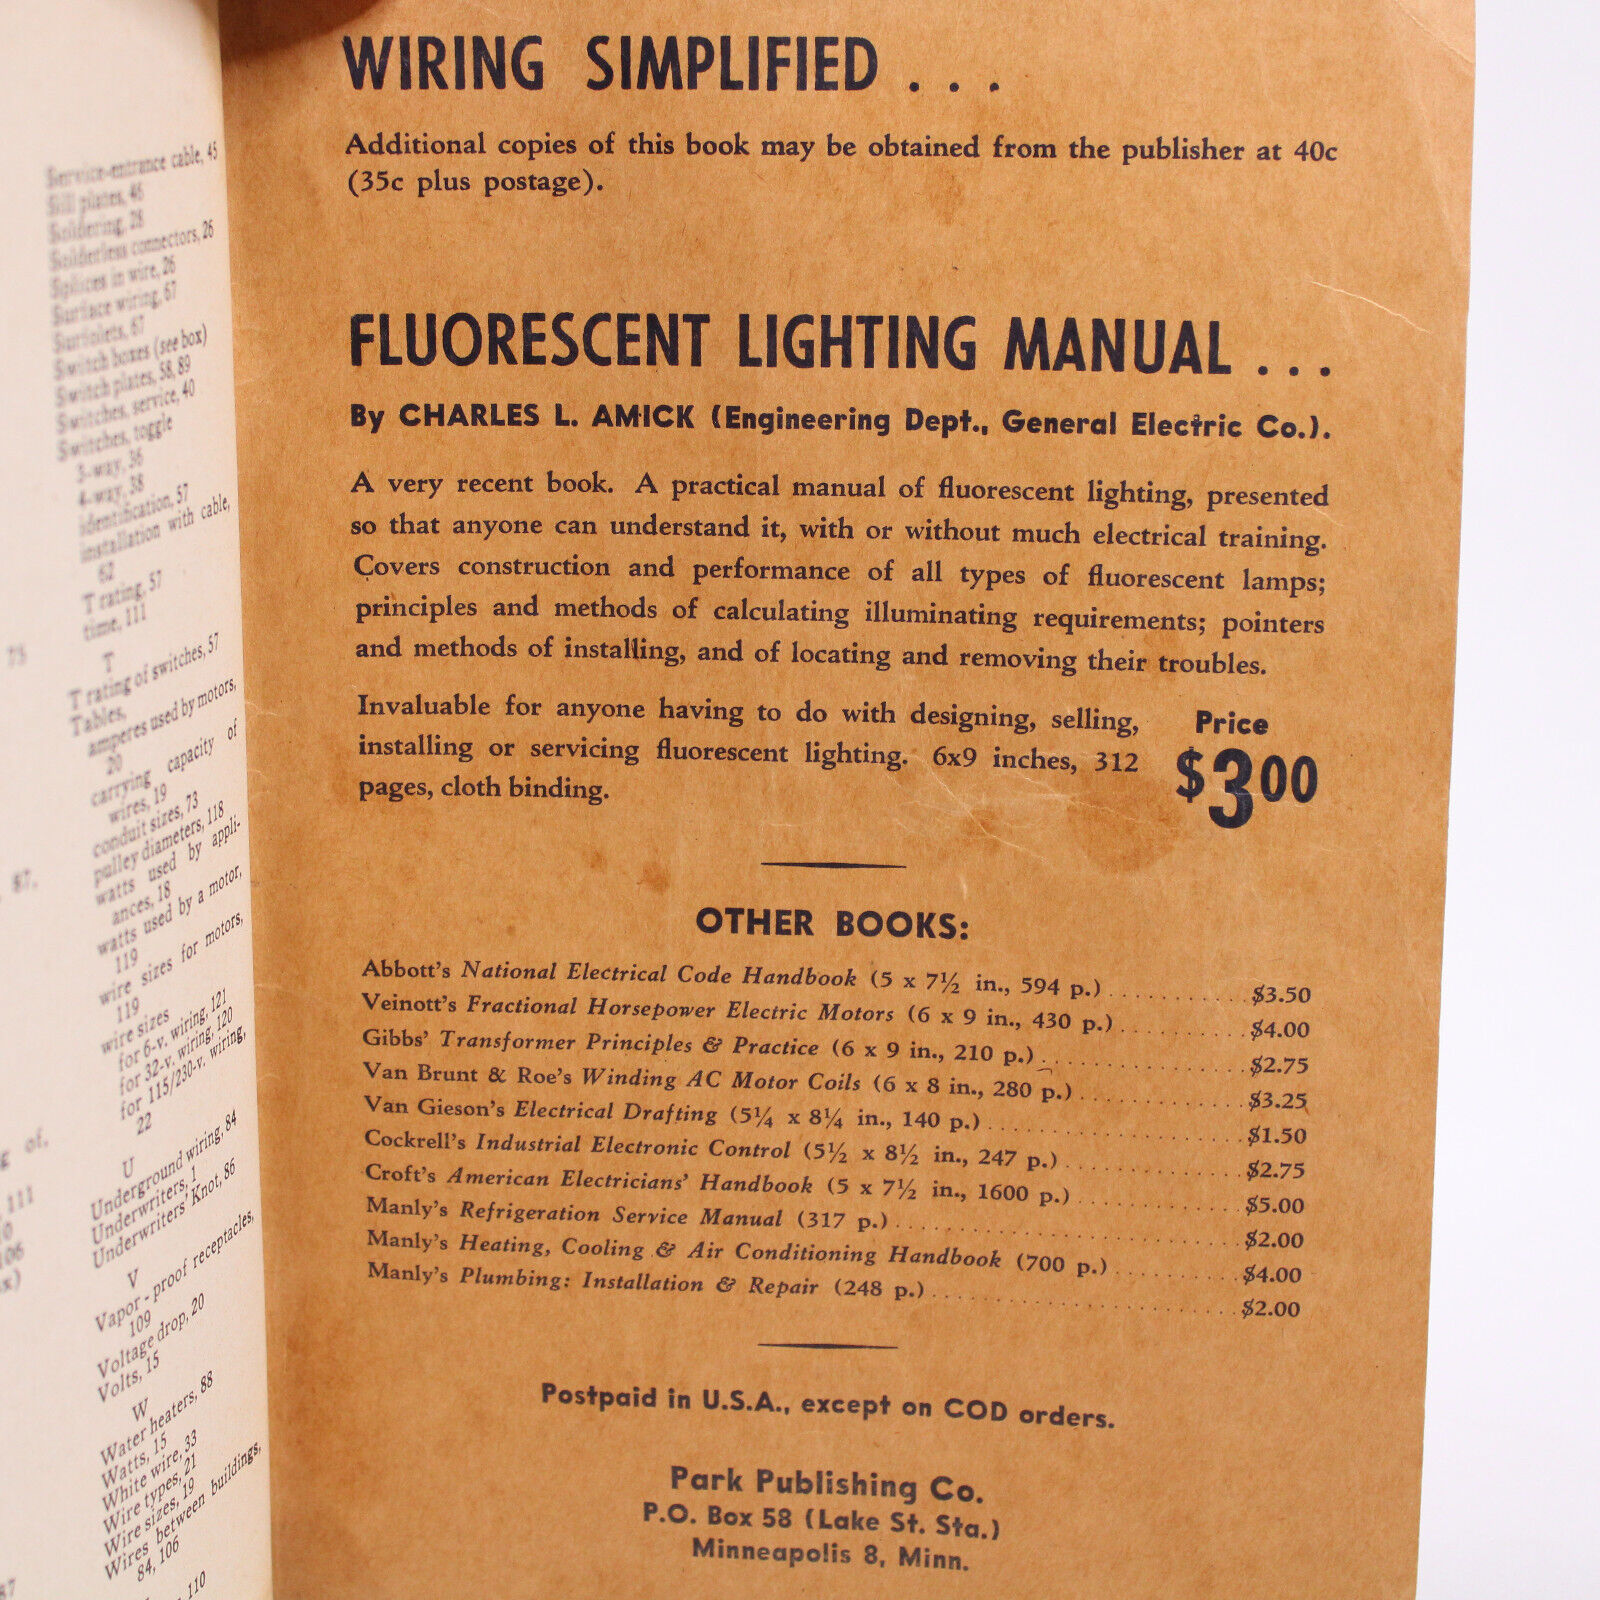 75
87.
g of.
111
106
87
Service-entrance cable, 45
Sill plates, 46
Soldering, 28
Solderless connectors, 26
Splices in wire, 26
Surface wiring, 67
Surfolets, 67
Switch boxes (see box)
Switch plates, 58, 89
Switches, service, 40
Switches, toggle
3-way, 36
4-way, 38
identification, 57
installation with cable,
62
T rating, 57
time, 111
T
T rating of switches, 57
Tables,
amperes used by motors,
20
carrying capacity of
wires, 19
conduit sizes, 73
pulley diameters, 118
watts used by appli-
ances, 18
watts used by a motor,
119
wire sizes for motors,
119
wire sizes
for 6-v. wiring, 121
for 32-v. wiring, 120
for 115/230-v. wiring,
22
U
Underground wiring, 84
Underwriters, 1
Underwriters' Knot, 86
V
Vapor-proof receptacles,
109
Voltage drop, 20
Volts, 15
W
Water heaters, 88
Watts, 15
White wire, 33
Wire types, 21
Wire sizes, 19
Wires between buildings,
84, 106
110
WIRING SIMPLIFIED . . .
Additional copies of this book may be obtained from the publisher at 40c
(35c plus postage).
FLUORESCENT LIGHTING MANUAL . . .
By CHARLES L. AMICK (Engineering Dept., General Electric Co.).
A very recent book. A practical manual of fluorescent lighting, presented
so that anyone can understand it, with or without much electrical training.
Covers construction and performance of all types of fluorescent lamps;
principles and methods of calculating illuminating requirements; pointers
and methods of installing, and of locating and removing their troubles.
Invaluable for anyone having to do with designing, selling,
installing or servicing fluorescent lighting. 6x9 inches, 312
pages, cloth binding.
Price
$3.00
OTHER BOOKS:
Abbott's National Electrical Code Handbook (5 x 7½ in., 594 p.) . . . . . . . . . . . $3.50
Veinott's Fractional Horsepower Electric Motors (6 x 9 in., 430 p.) . . . . . . . . . . $4.00
Gibbs' Transformer Principles & Practice (6 x 9 in., 210 p.) . . . . . . . . . . . . . . . . $2.75
Van Brunt & Roe's Winding AC Motor Coils (6 x 8 in., 280 p.) . . . . . . . . . . . . . $3.25
Van Gieson's Electrical Drafting (5¼ x 8¼ in., 140 p.) . . . . . . . . . . . . . . . . . . . $1.50
Cockrell's Industrial Electronic Control (5½ x 8½ in., 247 p.) . . . . . . . . . . . . . . $2.75
Croft's American Electricians' Handbook (5 x 7½ in., 1600 p.) . . . . . . . . . . . . . $5.00
Manly's Refrigeration Service Manual (317 p.) . . . . . . . . . . . . . . . . . . . . . . . . . . $2.00
Manly's Heating, Cooling & Air Conditioning Handbook (700 p.) . . . . . . . . . . $4.00
Manly's Plumbing: Installation & Repair (248 p.) . . . . . . . . . . . . . . . . . . . . . . . $2.00
Postpaid in U.S.A., except on COD orders.
Park Publishing Co.
P.O. Box 58 (Lake St. Sta.)
Minneapolis 8, Minn.